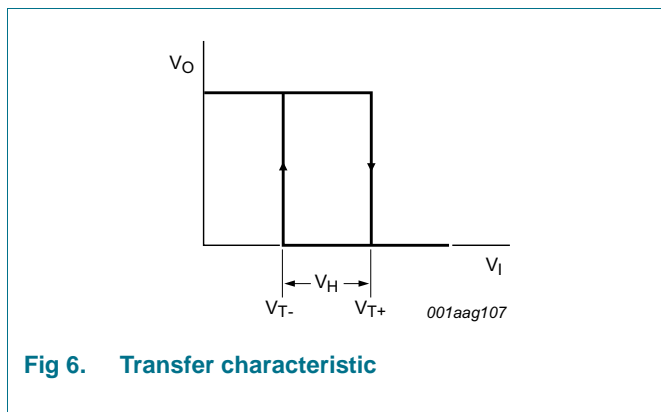 VO
VI
VH
VT-
VT+
001aag107
Fig 6. Transfer characteristic